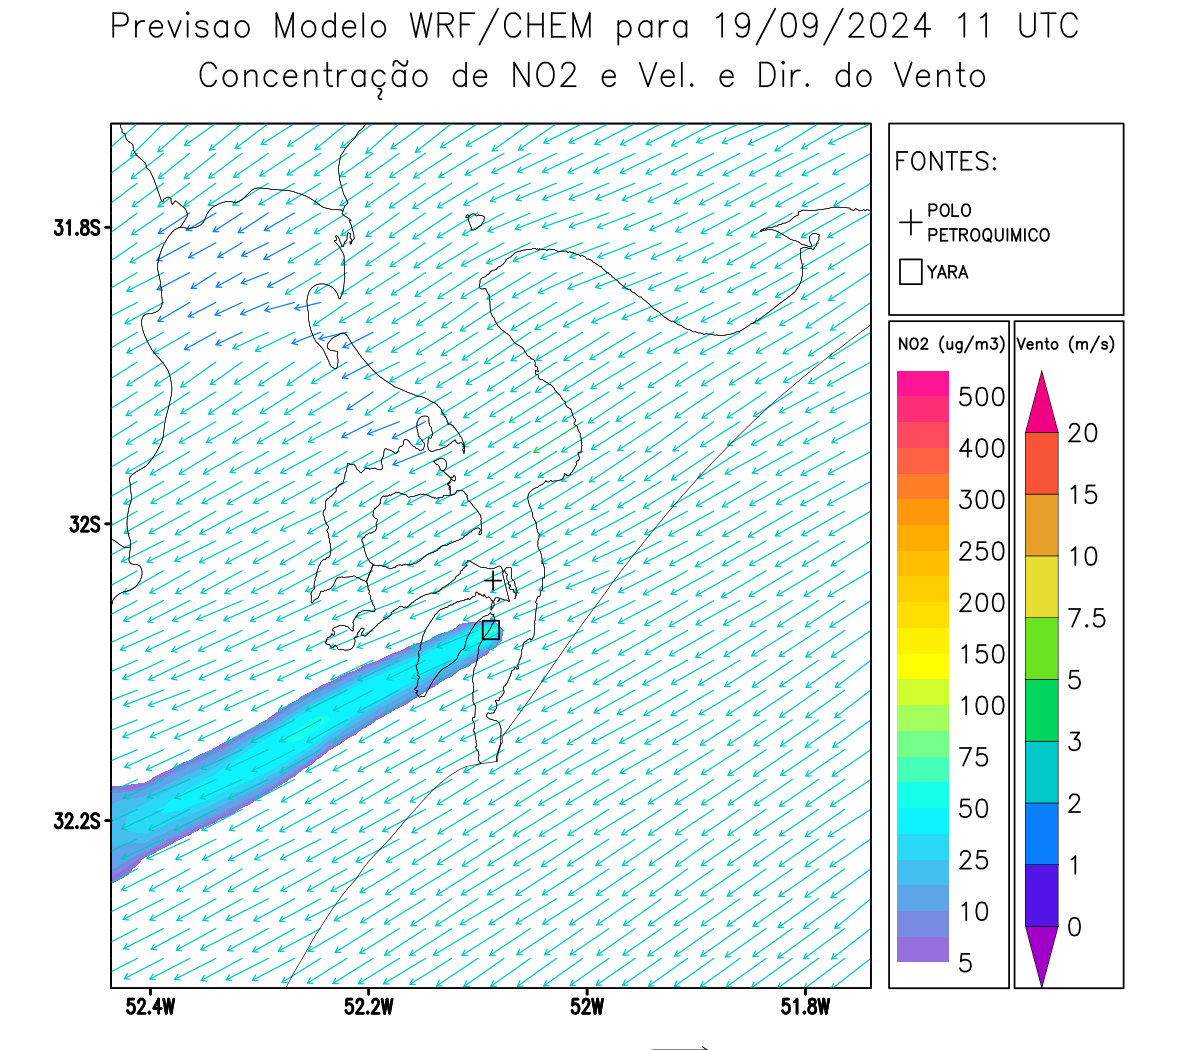 Previsao Modelo WRF/CHEM para 19/09/2024 11 UTC
Concentração de NO2 e Vel. e Dir. do Vento
FONTES:
POLO
PETROQUIMICO
YARA
NO2 (ug/m3)
500
400
300
250
200
150
100
75
50
25
10
5
Vento (m/s)
20
15
10
7.5
5
3
2
1
0
31.8S
32S
32.2S
52.4W
52.2W
52W
51.8W